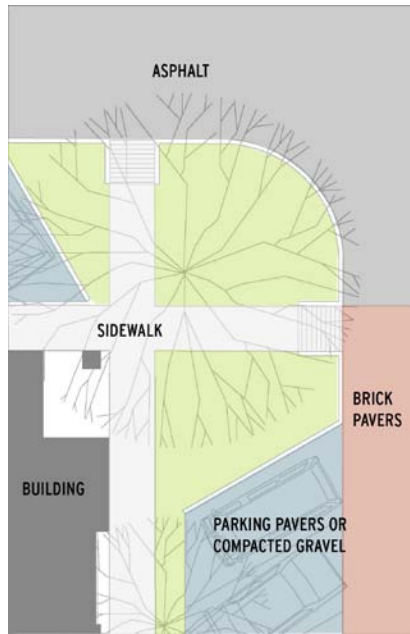 ASPHALT
SIDEWALK
BRICK
PAVERS
BUILDING
PARKING PAVERS OR
COMPACTED GRAVEL